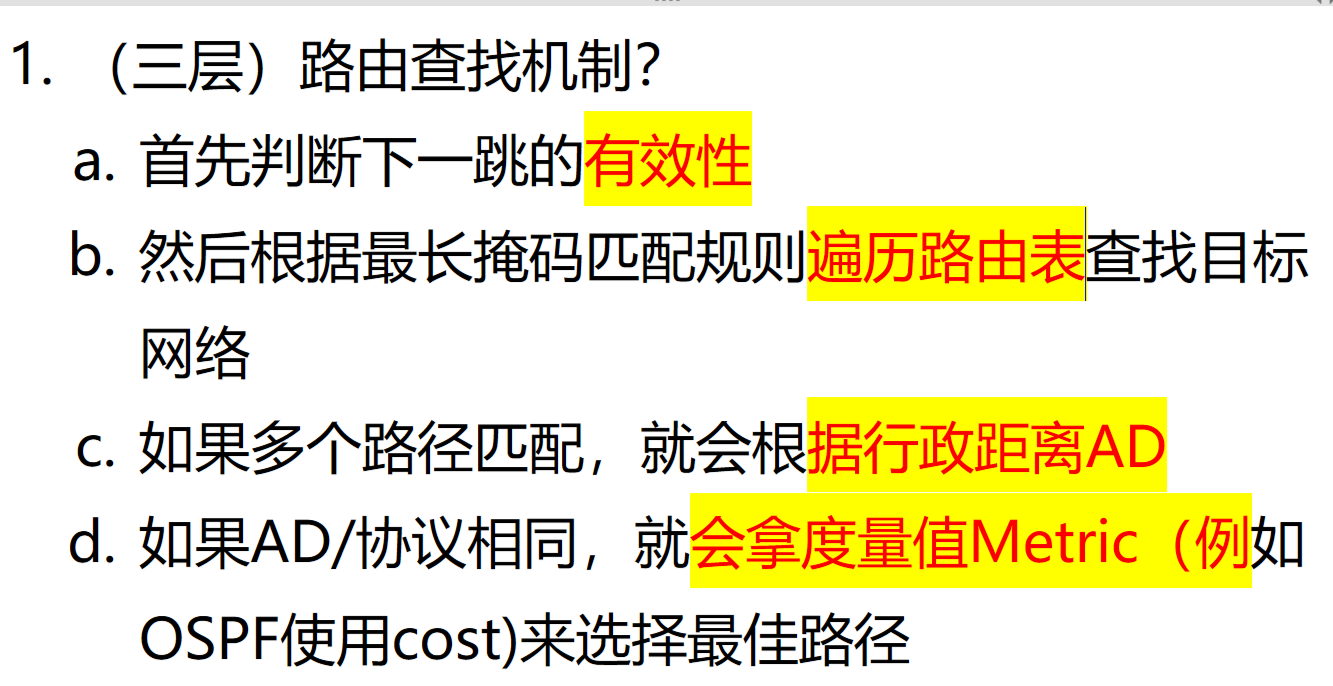 1. （三层）路由查找机制？
a. 首先判断下一跳的有效性
b. 然后根据最长掩码匹配规则遍历路由表查找目标
网络
c. 如果多个路径匹配，就会根据行政距离AD
d. 如果AD/协议相同，就会拿度量值Metric（例如
OSPF使用cost)来选择最佳路径